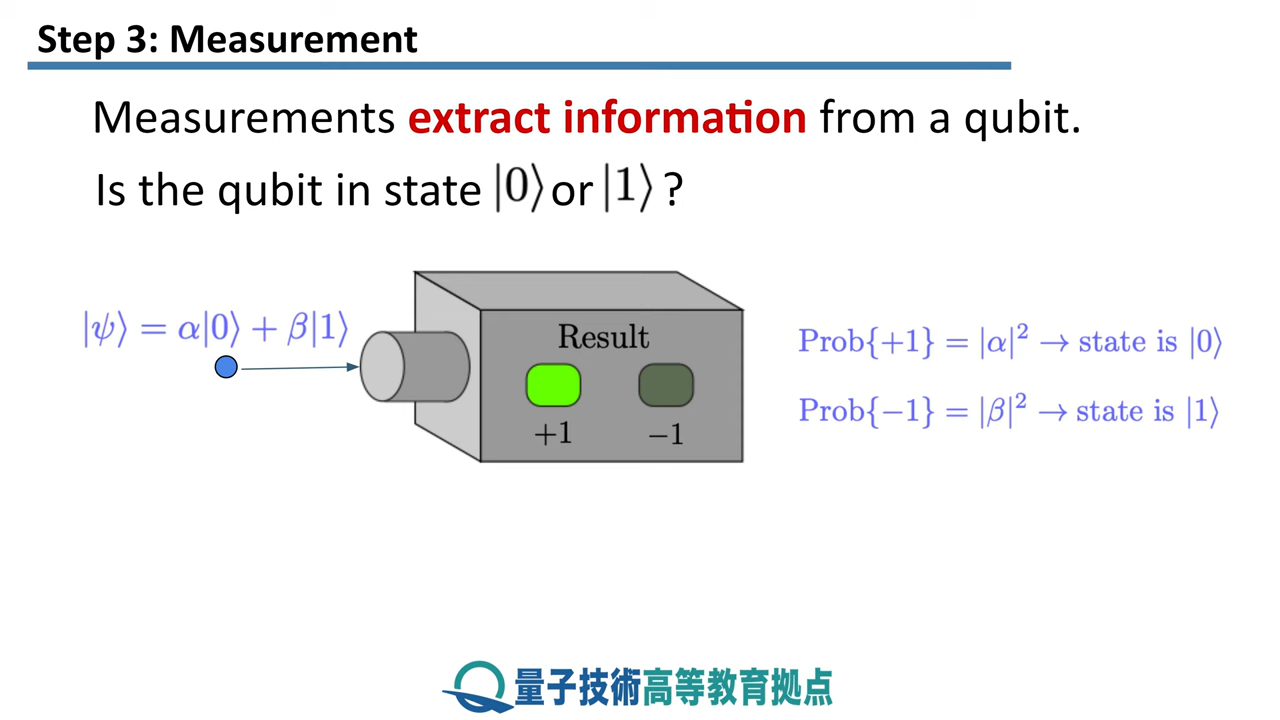 Step 3: Measurement
Measurements extract information from a qubit.
Is the qubit in state |0⟩ or |1⟩ ?
|ψ⟩ = α|0⟩ + β|1⟩
Result
+1 −1
Prob{+1} = |α|² → state is |0⟩
Prob{−1} = |β|² → state is |1⟩
量子技術高等教育拠点